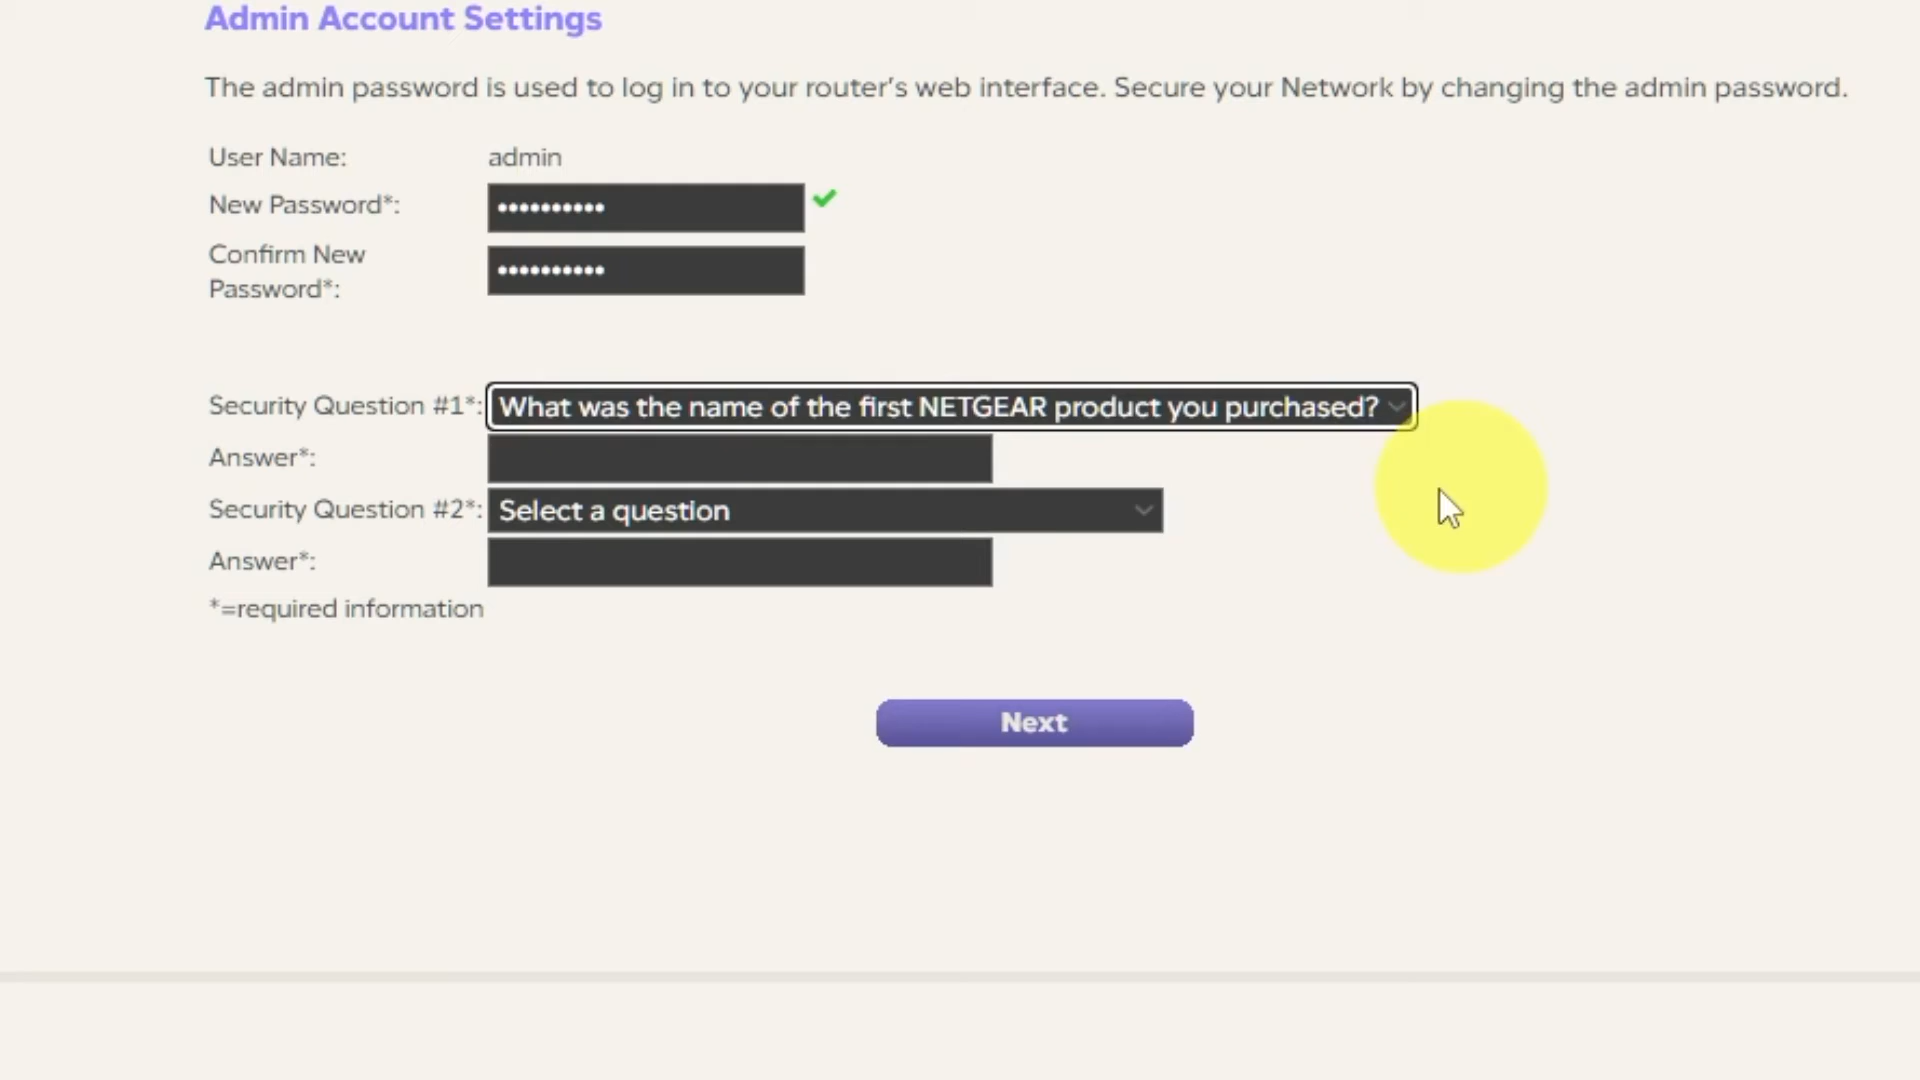 Admin Account Settings
The admin password is used to log in to your router's web interface. Secure your Network by changing the admin password.
User Name: admin
New Password*: ••••••••••
Confirm New Password*: ••••••••••
Security Question #1*: What was the name of the first NETGEAR product you purchased?
Answer*:
Security Question #2*: Select a question
Answer*:
*=required information
Next